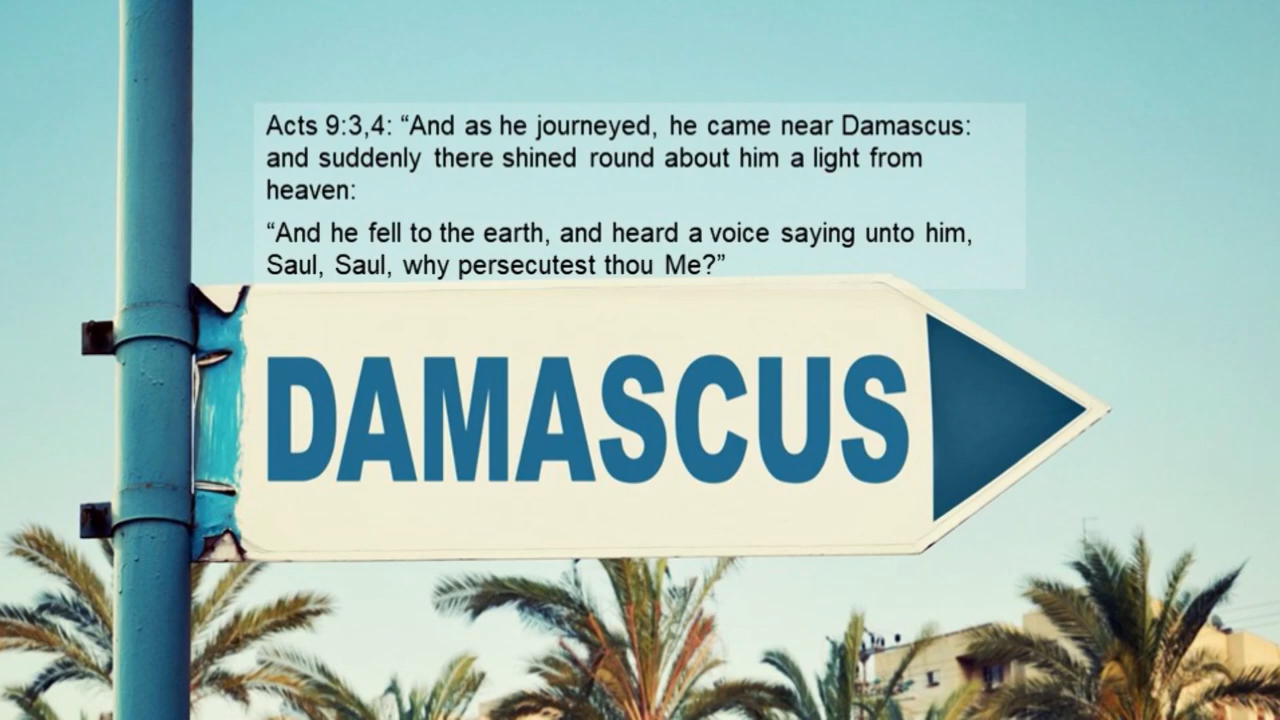 Acts 9:3,4: “And as he journeyed, he came near Damascus:
and suddenly there shined round about him a light from
heaven:
“And he fell to the earth, and heard a voice saying unto him,
Saul, Saul, why persecutest thou Me?”
DAMASCUS